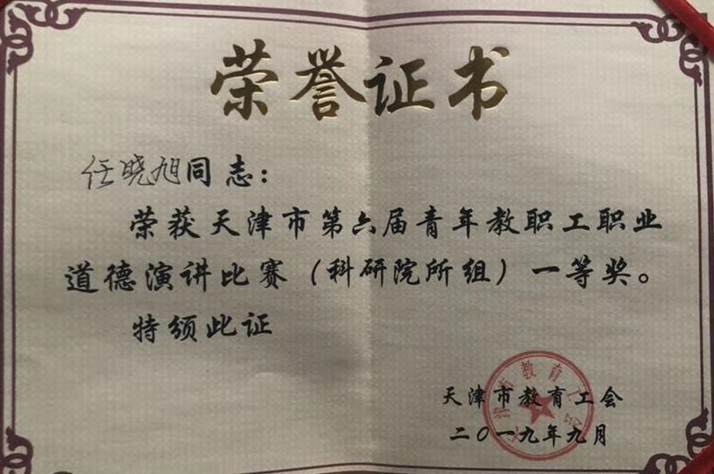 荣誉证书
任晓旭同志：
荣获天津市第六届青年教职工职业
道德演讲比赛（科研院所组）一等奖。
特颁此证
天津市教育工会
二〇一九年九月